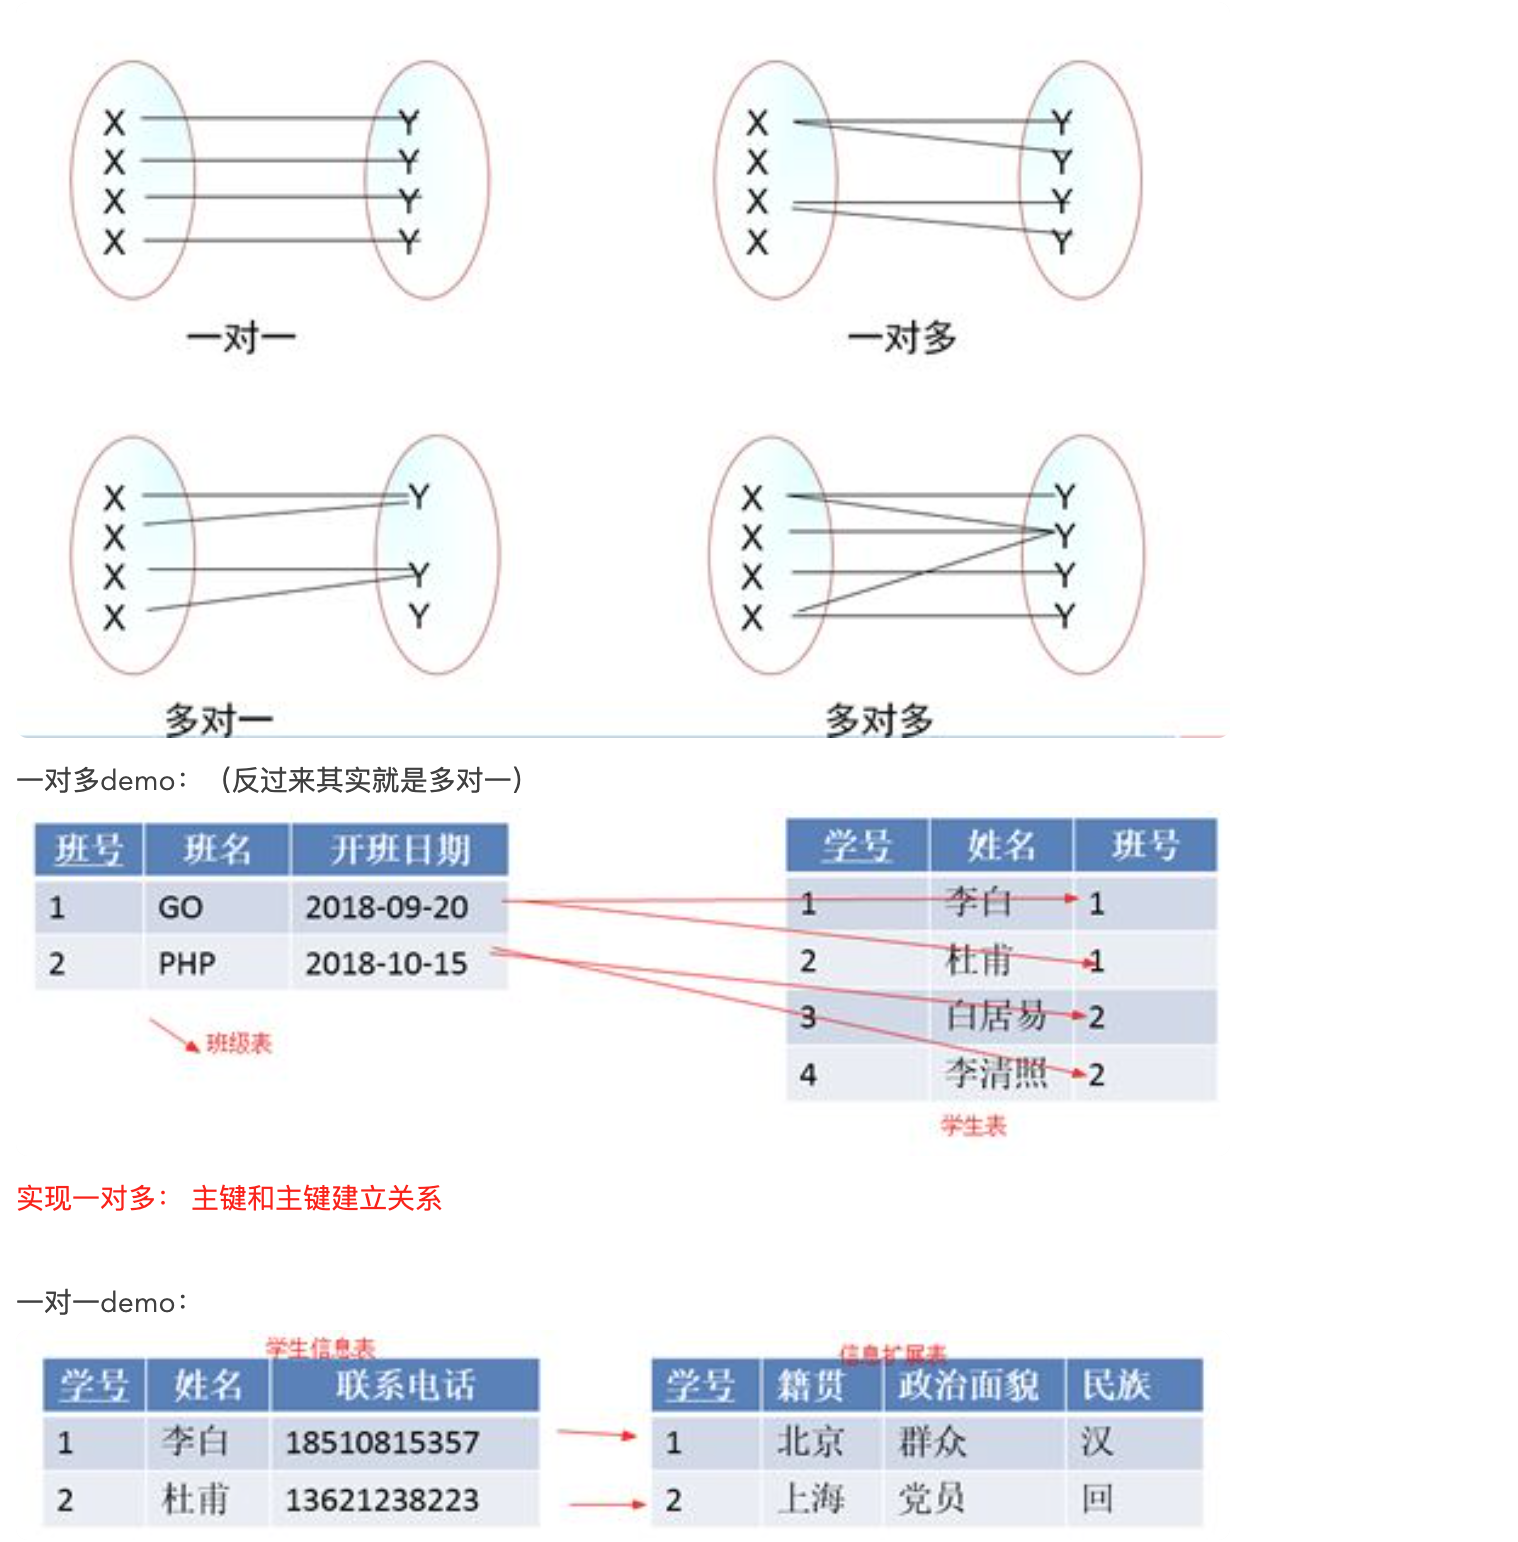 X Y X Y
X Y X Y
X Y X Y
X Y X Y
一对一 一对多
X Y X Y
X X Y
X Y X Y
X Y X Y
多对一 多对多
一对多demo：（反过来其实就是多对一）
班号 班名 开班日期
1 GO 2018-09-20
2 PHP 2018-10-15
班级表
学号 姓名 班号
1 李白 1
2 杜甫 1
3 白居易 2
4 李清照 2
学生表
实现一对多： 主键和主键建立关系
一对一demo：
学生信息表
学号 姓名 联系电话
1 李白 18510815357
2 杜甫 13621238223
信息扩展表
学号 籍贯 政治面貌 民族
1 北京 群众 汉
2 上海 党员 回